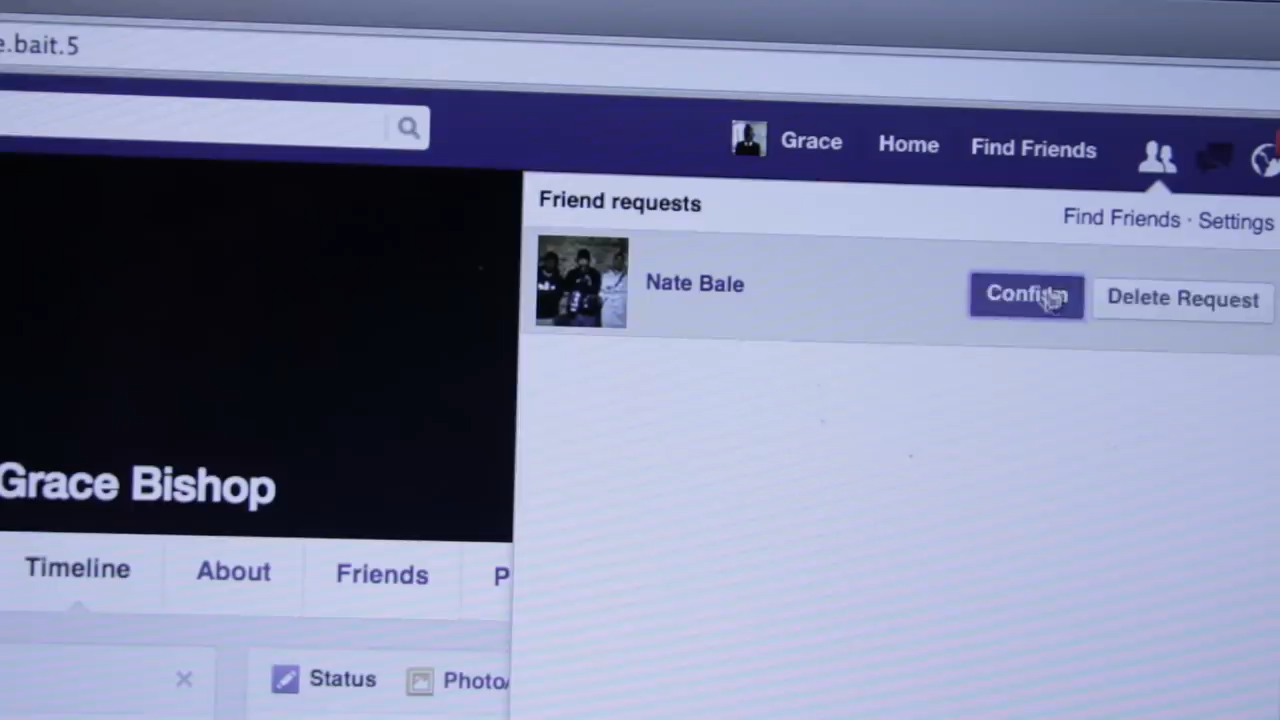 e.bait.5
Grace Home Find Friends
Friend requests
Find Friends · Settings
Nate Bale
Confirm Delete Request
Grace Bishop
Timeline About Friends P
Status Photo/